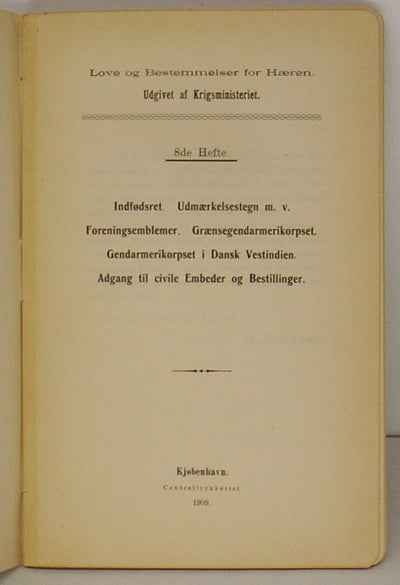 Love og Bestemmelser for Hæren.
Udgivet af Krigsministeriet.
8de Hefte.
Indfødsret. Udmærkelsestegn m. v.
Foreningsemblemer. Grænsegendarmerikorpset.
Gendarmerikorpset i Dansk Vestindien.
Adgang til civile Embeder og Bestillinger.
Kjøbenhavn.
Centraltrykkeriet.
1909.